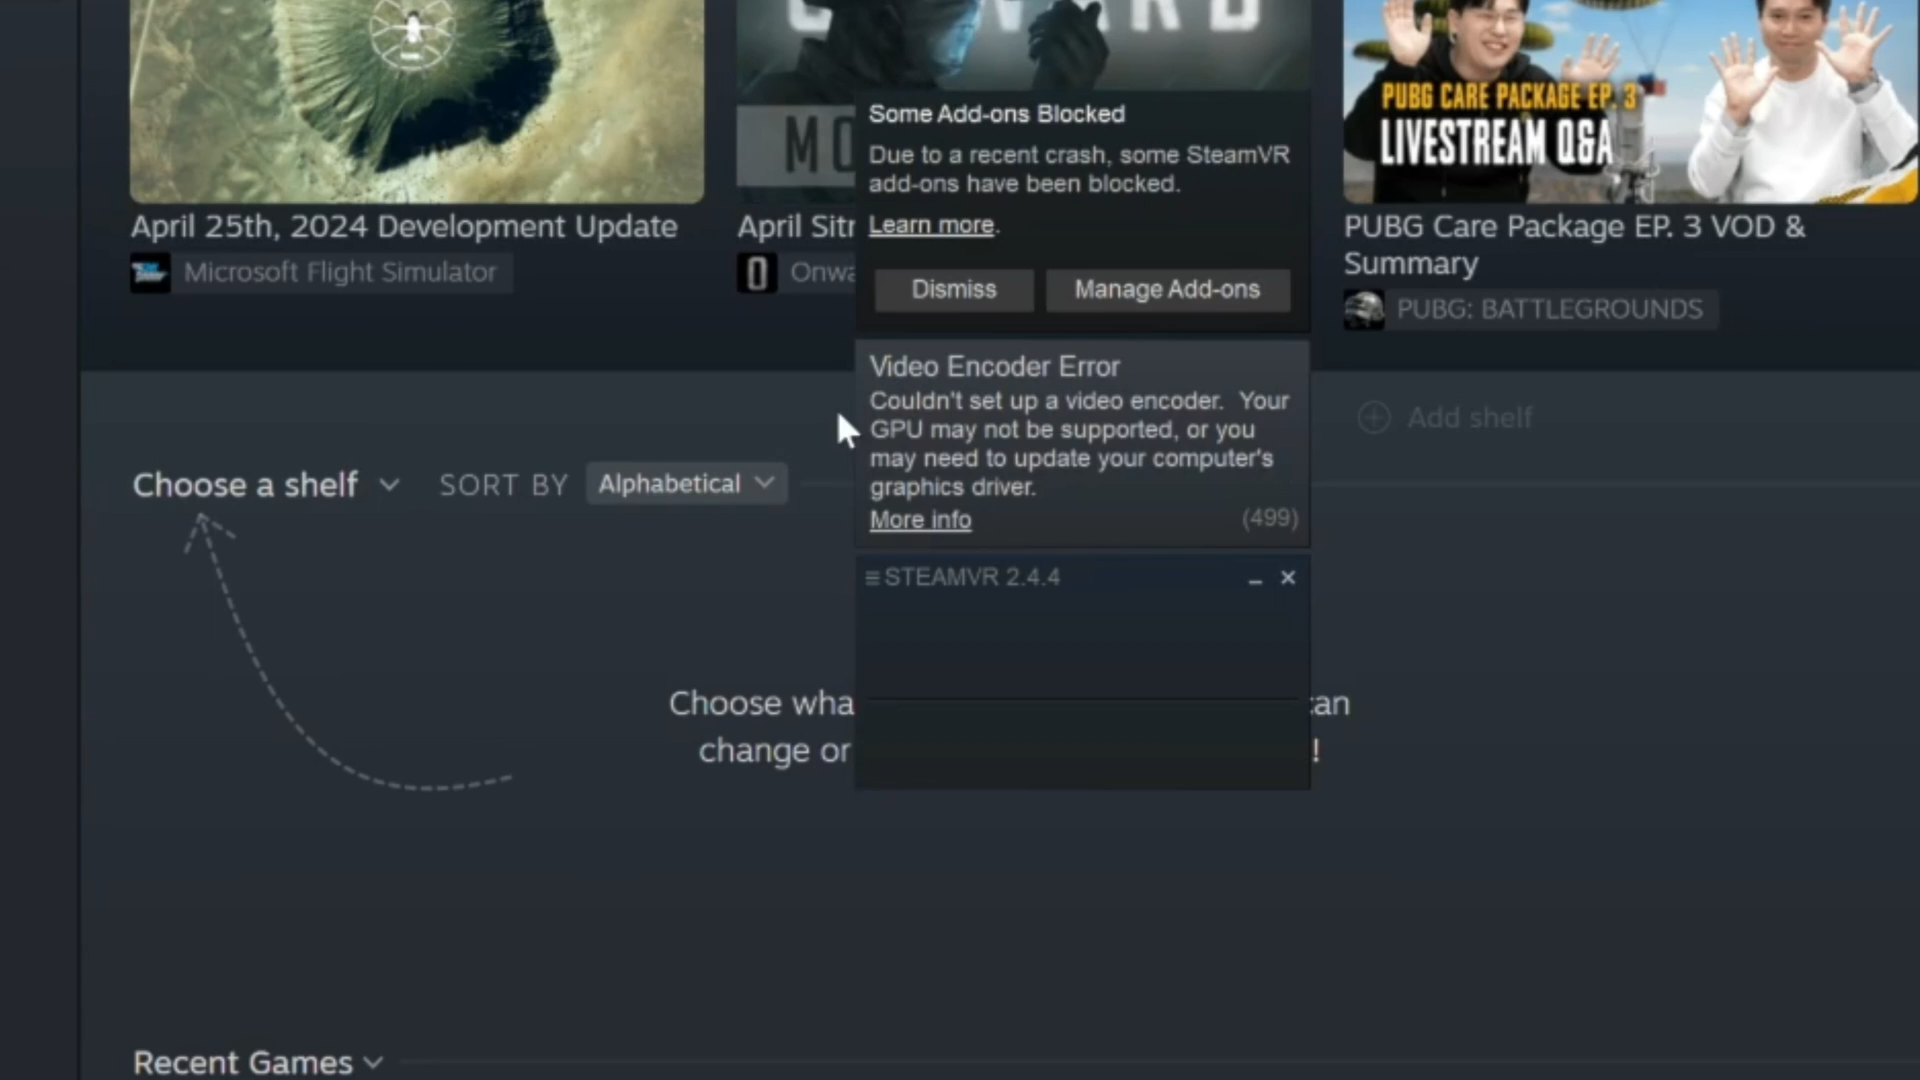 Some Add-ons Blocked
Due to a recent crash, some SteamVR
add-ons have been blocked.
Learn more.
Dismiss
Manage Add-ons
PUBG CARE PACKAGE EP. 3
LIVESTREAM Q&A
April 25th, 2024 Development Update
Microsoft Flight Simulator
April
PUBG Care Package EP. 3 VOD &
Summary
PUBG: BATTLEGROUNDS
Video Encoder Error
Couldn't set up a video encoder. Your
GPU may not be supported, or you
may need to update your computer's
graphics driver.
More info
(499)
Add shelf
Choose a shelf
SORT BY
Alphabetical
≡STEAMVR 2.4.4
Choose
can
change or
!
Recent Games